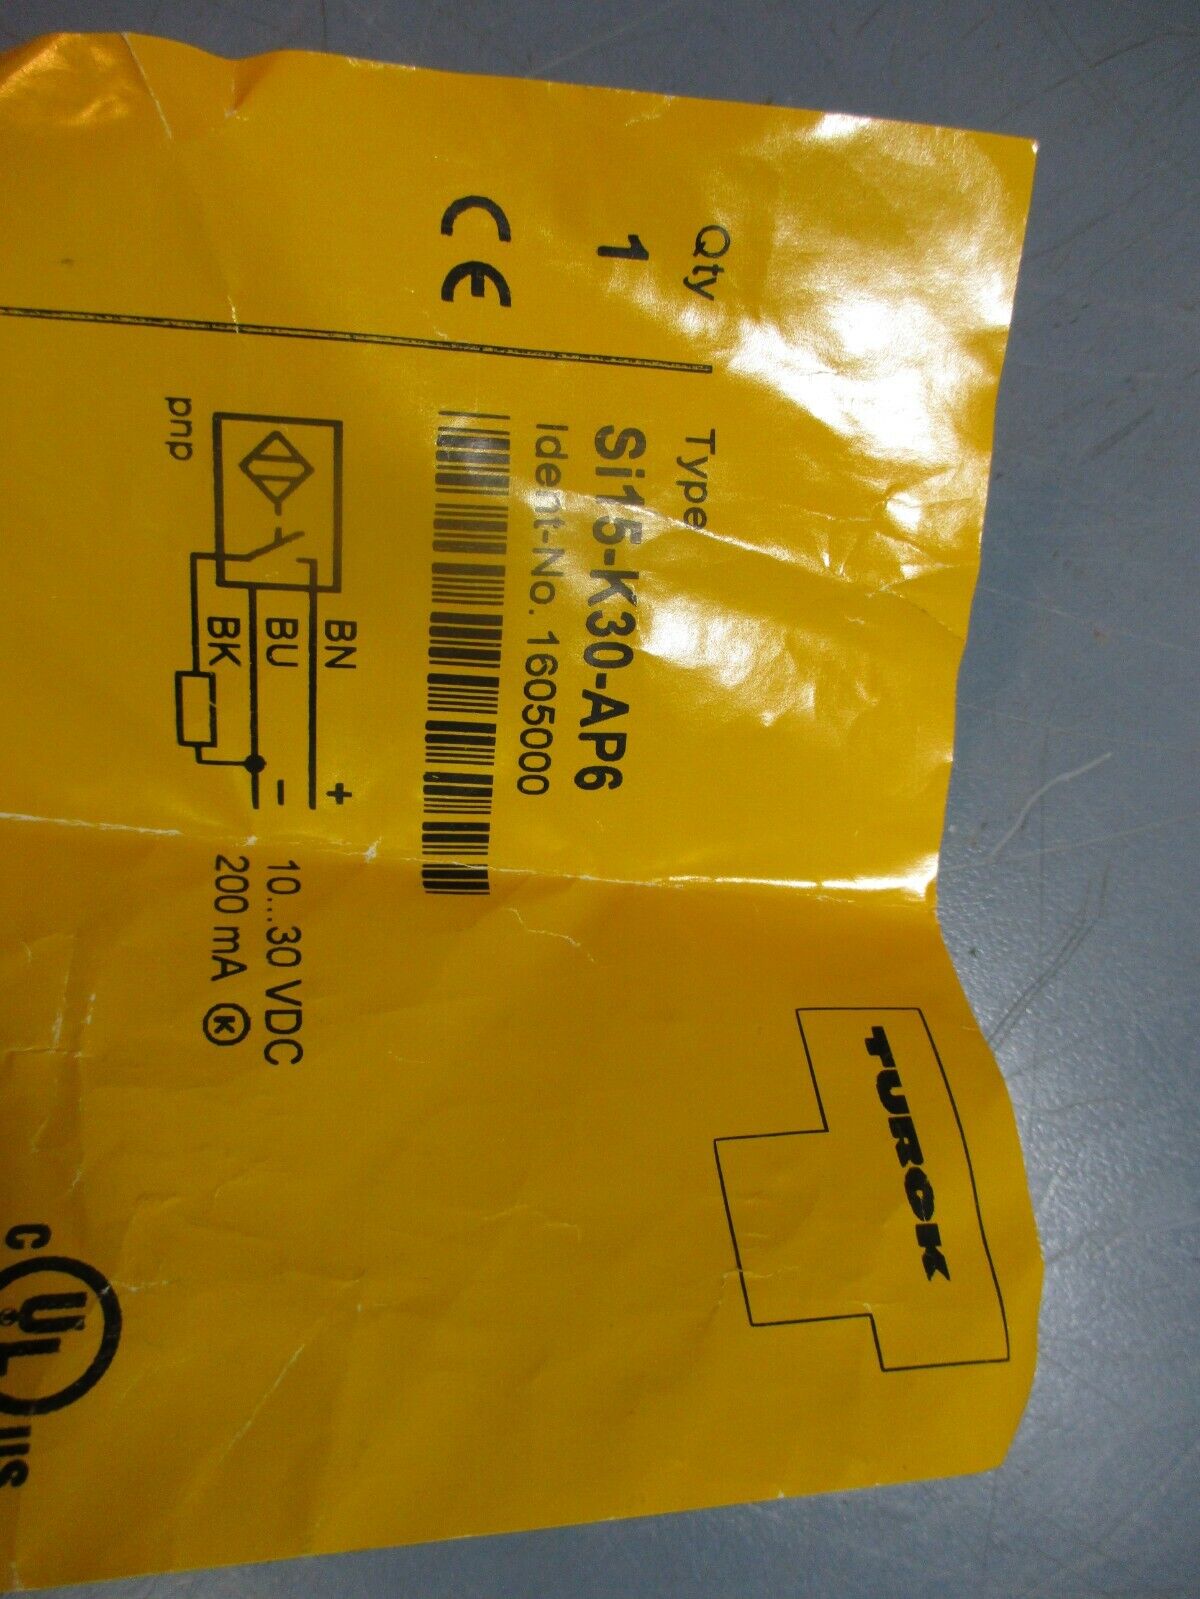 TURCK
Qty Type
1 Si15-K30-AP6
Ident-No. 1605000
CE
BN +
BU −
BK
pnp
10...30 VDC
200 mA K
C UL US